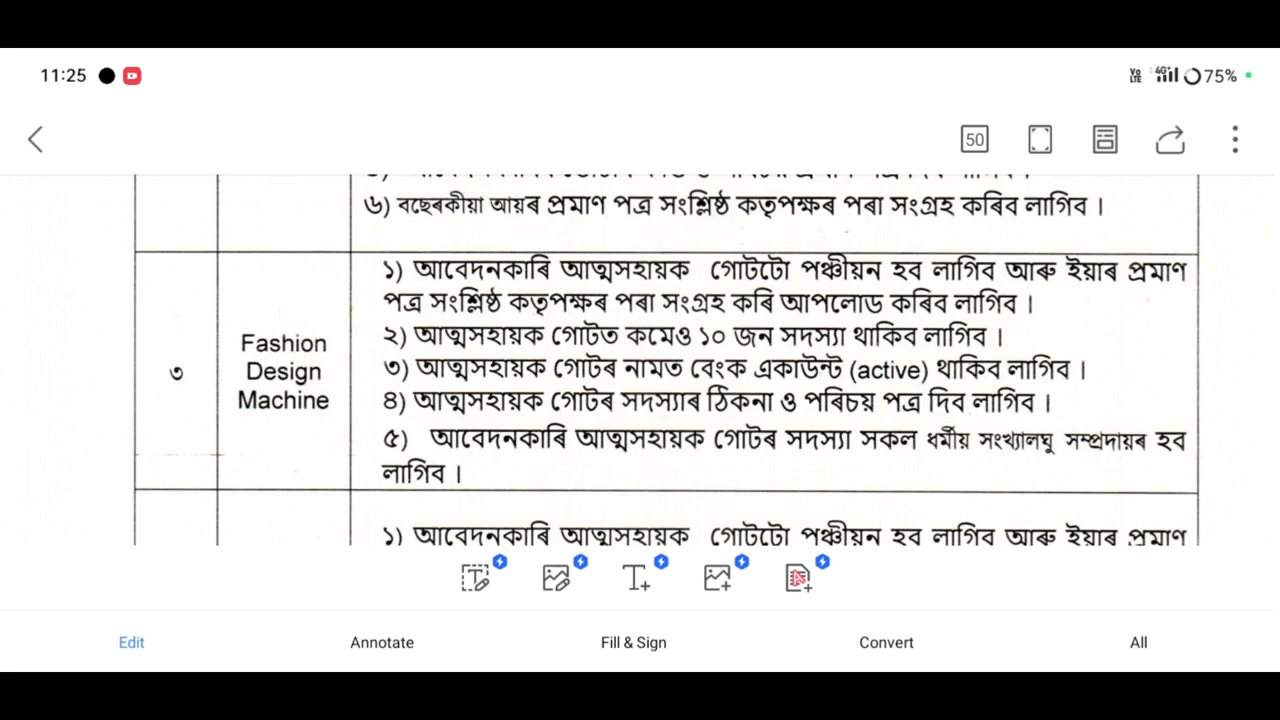 11:25
Vo LTE 4G+ 75%
50
৬) বছেৰকীয়া আয়ৰ প্ৰমাণ পত্ৰ সংশ্লিষ্ঠ কতৃপক্ষৰ পৰা সংগ্ৰহ কৰিব লাগিব ।
৩
Fashion
Design
Machine
১) আবেদনকাৰি আত্মসহায়ক গোটটো পঞ্চীয়ন হব লাগিব আৰু ইয়াৰ প্ৰমাণ
পত্ৰ সংশ্লিষ্ঠ কতৃপক্ষৰ পৰা সংগ্ৰহ কৰি আপলোড কৰিব লাগিব ।
২) আত্মসহায়ক গোটত কমেও ১০ জন সদস্যা থাকিব লাগিব ।
৩) আত্মসহায়ক গোটৰ নামত বেংক একাউন্ট (active) থাকিব লাগিব ।
৪) আত্মসহায়ক গোটৰ সদস্যাৰ ঠিকনা ও পৰিচয় পত্ৰ দিব লাগিব ।
৫) আবেদনকাৰি আত্মসহায়ক গোটৰ সদস্যা সকল ধৰ্মীয় সংখ্যালঘু সম্প্ৰদায়ৰ হব
লাগিব ।
১) আবেদনকাৰি আত্মসহায়ক গোটটো পঞ্চীয়ন হব লাগিব আৰু ইয়াৰ প্ৰমাণ
Edit
Annotate
Fill & Sign
Convert
All